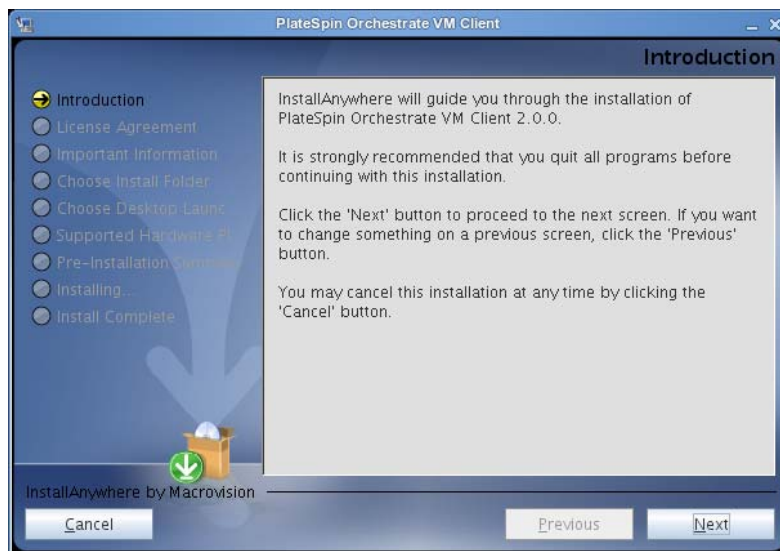 PlateSpin Orchestrate VM Client
Introduction
Introduction
License Agreement
Important Information
Choose Install Folder
Choose Desktop Launc
Supported Hardware Pl
Pre-Installation Summa
Installing...
Install Complete
InstallAnywhere will guide you through the installation of
PlateSpin Orchestrate VM Client 2.0.0.
It is strongly recommended that you quit all programs before
continuing with this installation.
Click the 'Next' button to proceed to the next screen. If you want
to change something on a previous screen, click the 'Previous'
button.
You may cancel this installation at any time by clicking the
'Cancel' button.
InstallAnywhere by Macrovision
Cancel
Previous
Next